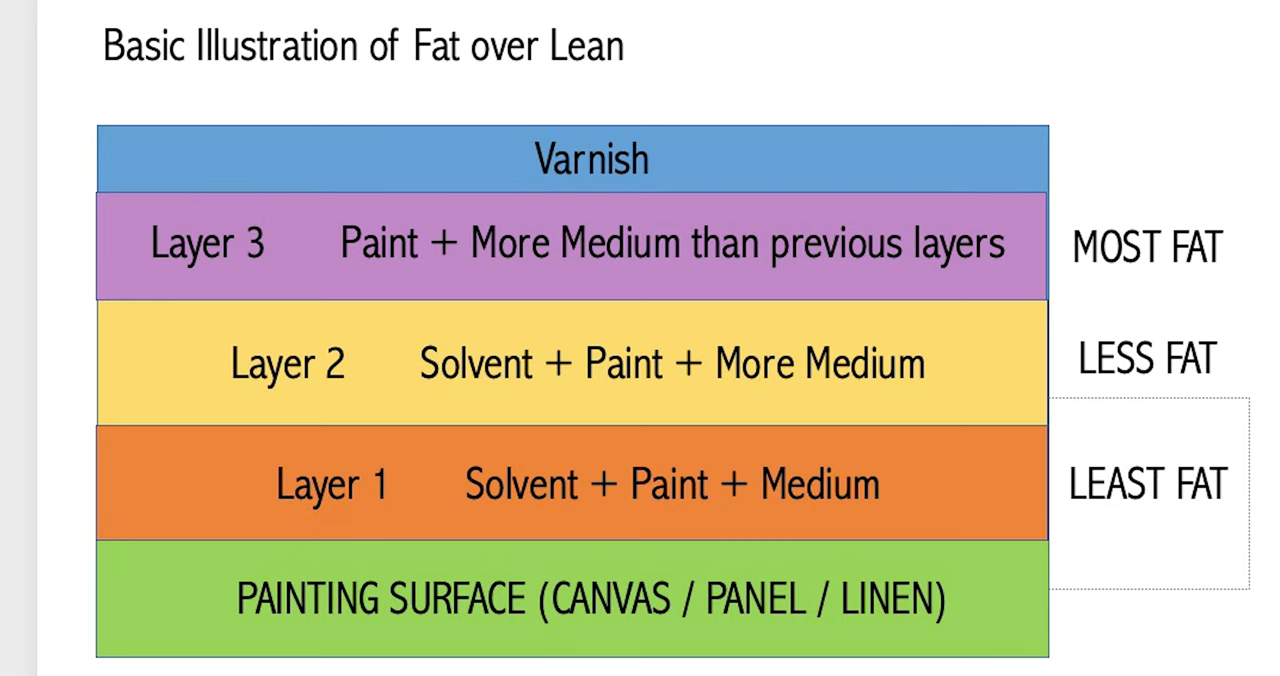 Basic Illustration of Fat over Lean
Varnish
Layer 3 Paint + More Medium than previous layers MOST FAT
Layer 2 Solvent + Paint + More Medium LESS FAT
Layer 1 Solvent + Paint + Medium LEAST FAT
PAINTING SURFACE (CANVAS / PANEL / LINEN)